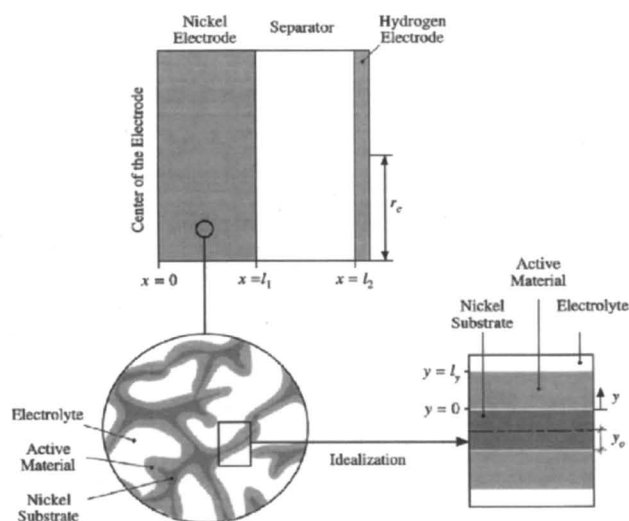 Nickel
Electrode
Separator
Hydrogen
Electrode
Center of the Electrode
r_c
x = 0
x=l_1
x = l_2
Active
Material
Nickel
Substrate
Electrolyte
y = l_y
y
y = 0
y_o
Electrolyte
Active
Material
Nickel
Substrate
Idealization